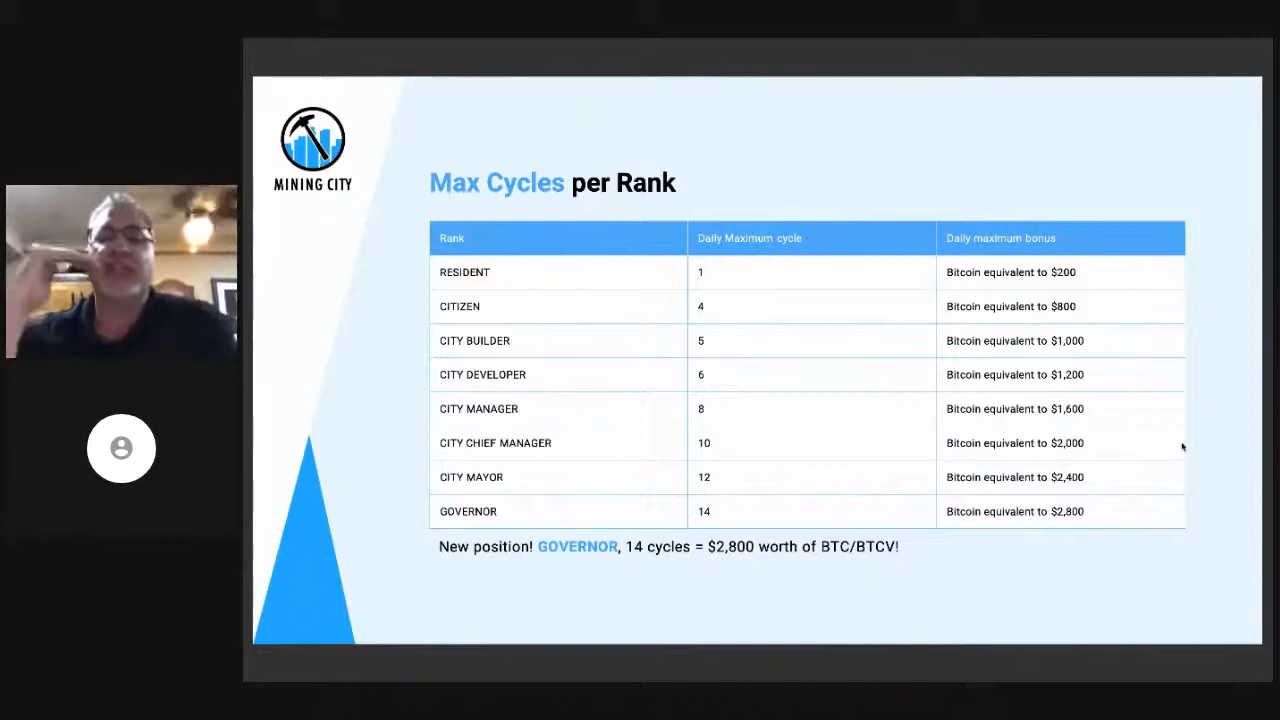 MINING CITY
Max Cycles per Rank
Rank Daily Maximum cycle Daily maximum bonus
RESIDENT 1 Bitcoin equivalent to $200
CITIZEN 4 Bitcoin equivalent to $800
CITY BUILDER 5 Bitcoin equivalent to $1,000
CITY DEVELOPER 6 Bitcoin equivalent to $1,200
CITY MANAGER 8 Bitcoin equivalent to $1,600
CITY CHIEF MANAGER 10 Bitcoin equivalent to $2,000
CITY MAYOR 12 Bitcoin equivalent to $2,400
GOVERNOR 14 Bitcoin equivalent to $2,800
New position! GOVERNOR, 14 cycles = $2,800 worth of BTC/BTCV!